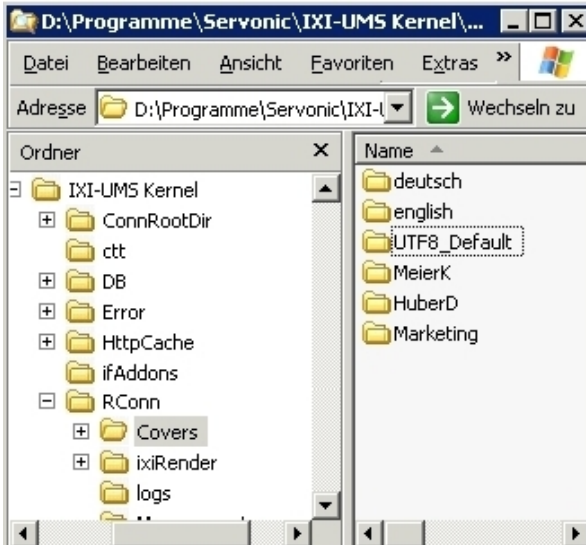 D:\Programme\Servonic\IXI-UMS Kernel\...
Datei Bearbeiten Ansicht Favoriten Extras »
Adresse D:\Programme\Servonic\IXI- Wechseln zu
Ordner
IXI-UMS Kernel
ConnRootDir
ctt
DB
Error
HttpCache
ifAddons
RConn
Covers
ixiRender
logs
Name
deutsch
english
UTF8_Default
MeierK
HuberD
Marketing